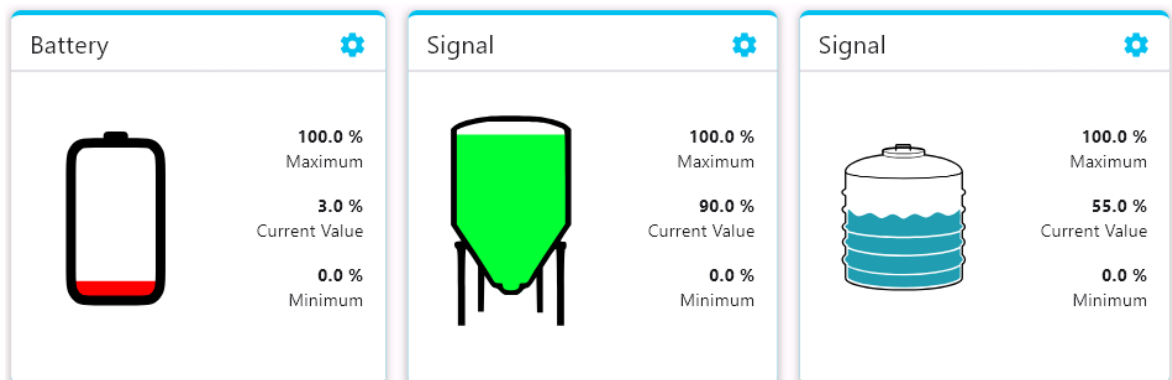 Battery
100.0 %
Maximum
3.0 %
Current Value
0.0 %
Minimum
Signal
100.0 %
Maximum
90.0 %
Current Value
0.0 %
Minimum
Signal
100.0 %
Maximum
55.0 %
Current Value
0.0 %
Minimum